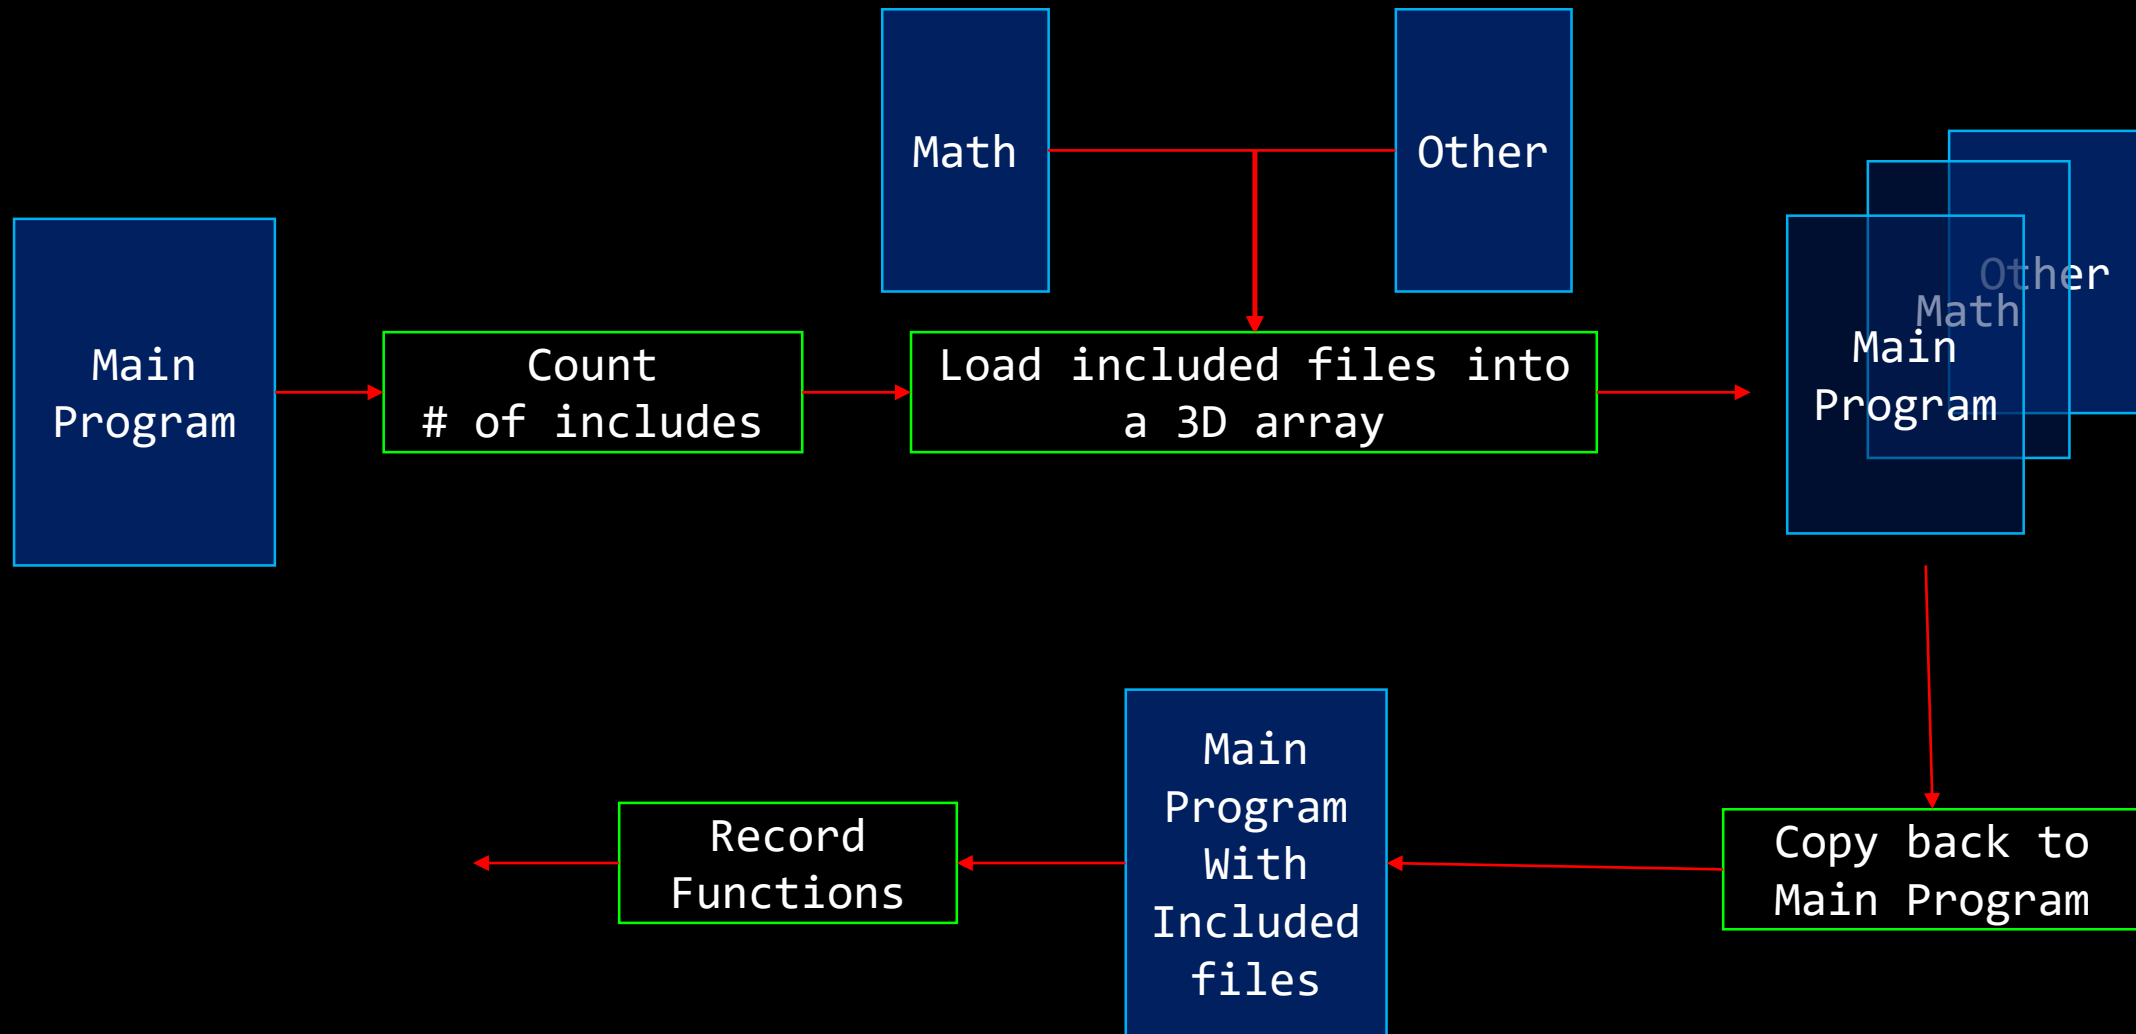 Math
Other
Main
Program
Count
# of includes
Load included files into
a 3D array
Other
Math
Main
Program
Main
Program
With
Included
files
Record
Functions
Copy back to
Main Program